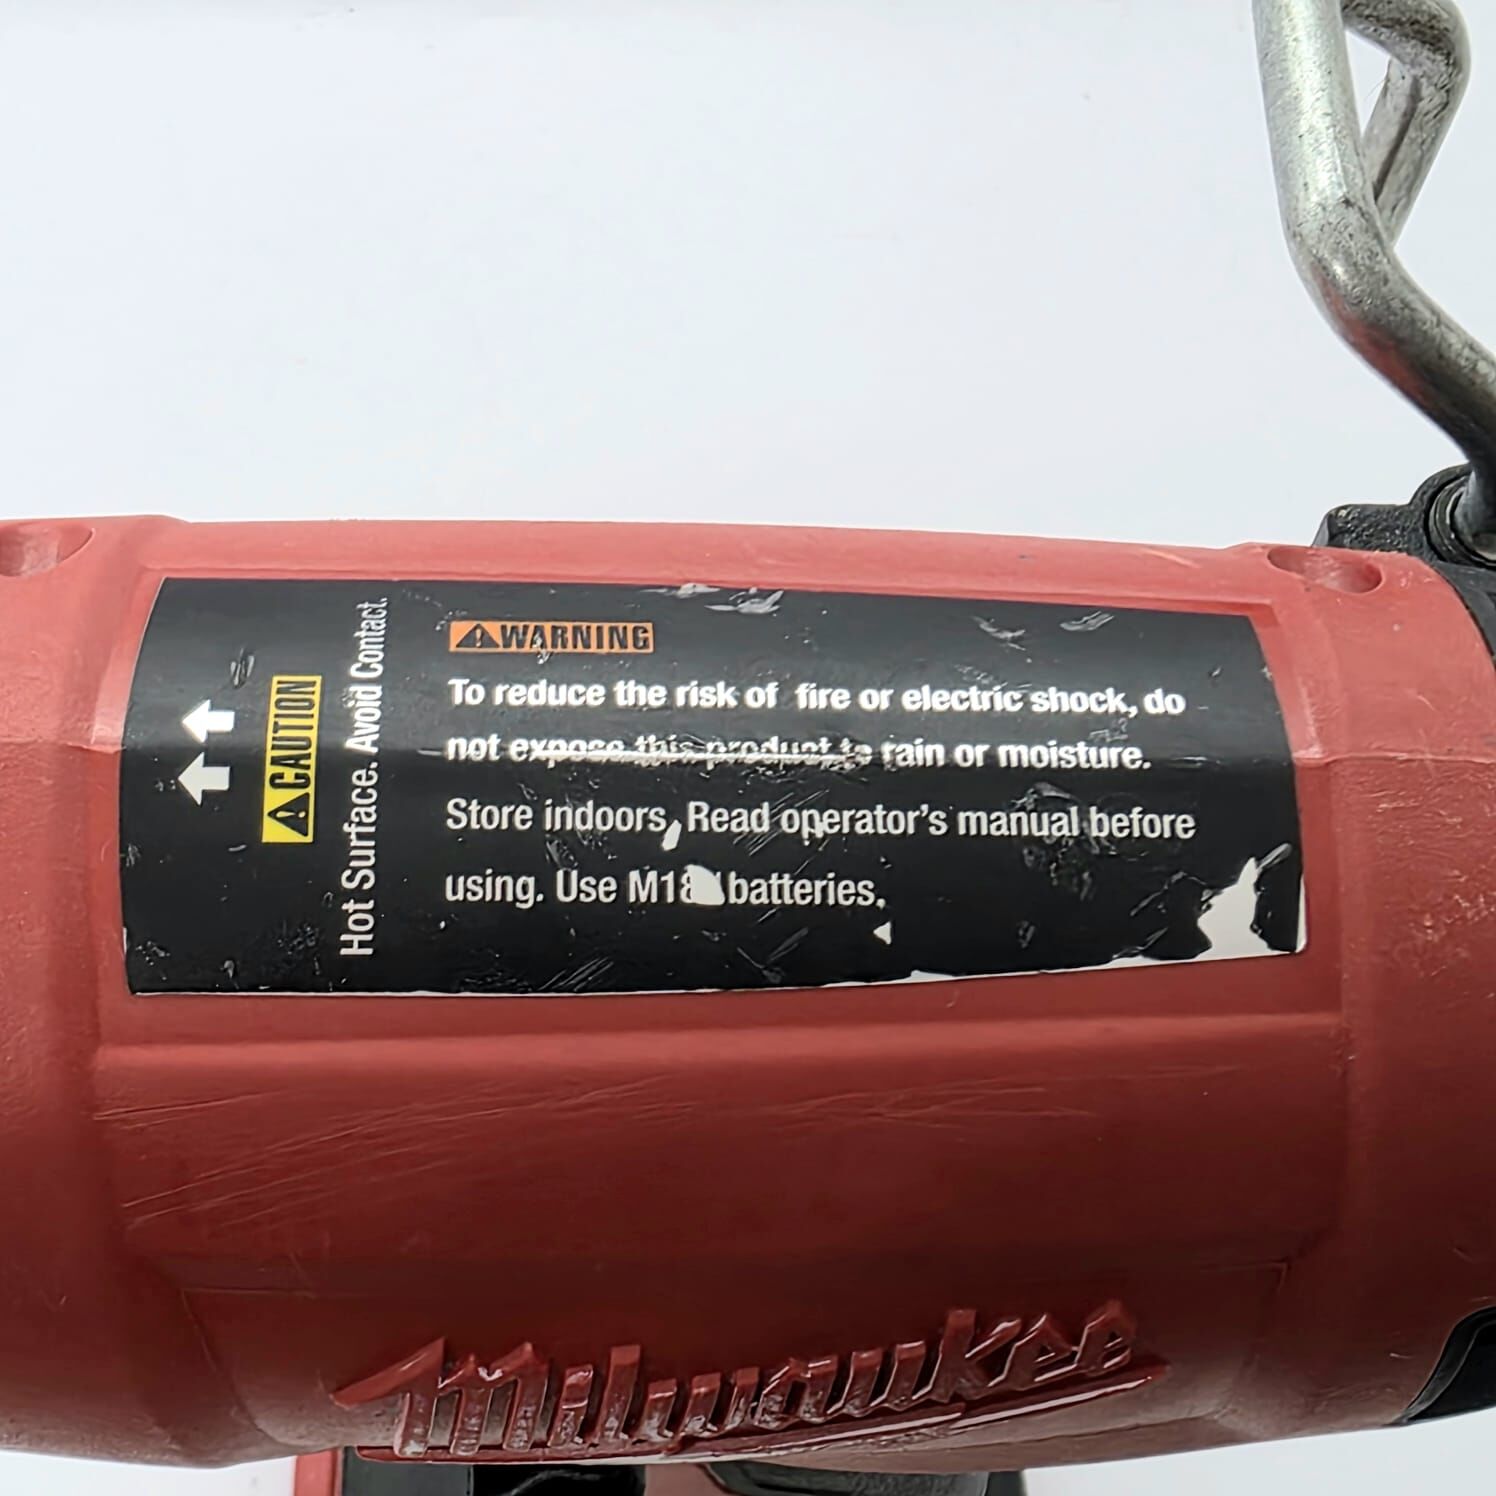 CAUTION
Hot Surface. Avoid Contact.
WARNING
To reduce the risk of fire or electric shock, do
not expose this product to rain or moisture.
Store indoors. Read operator's manual before
using. Use M18 batteries.
Milwaukee